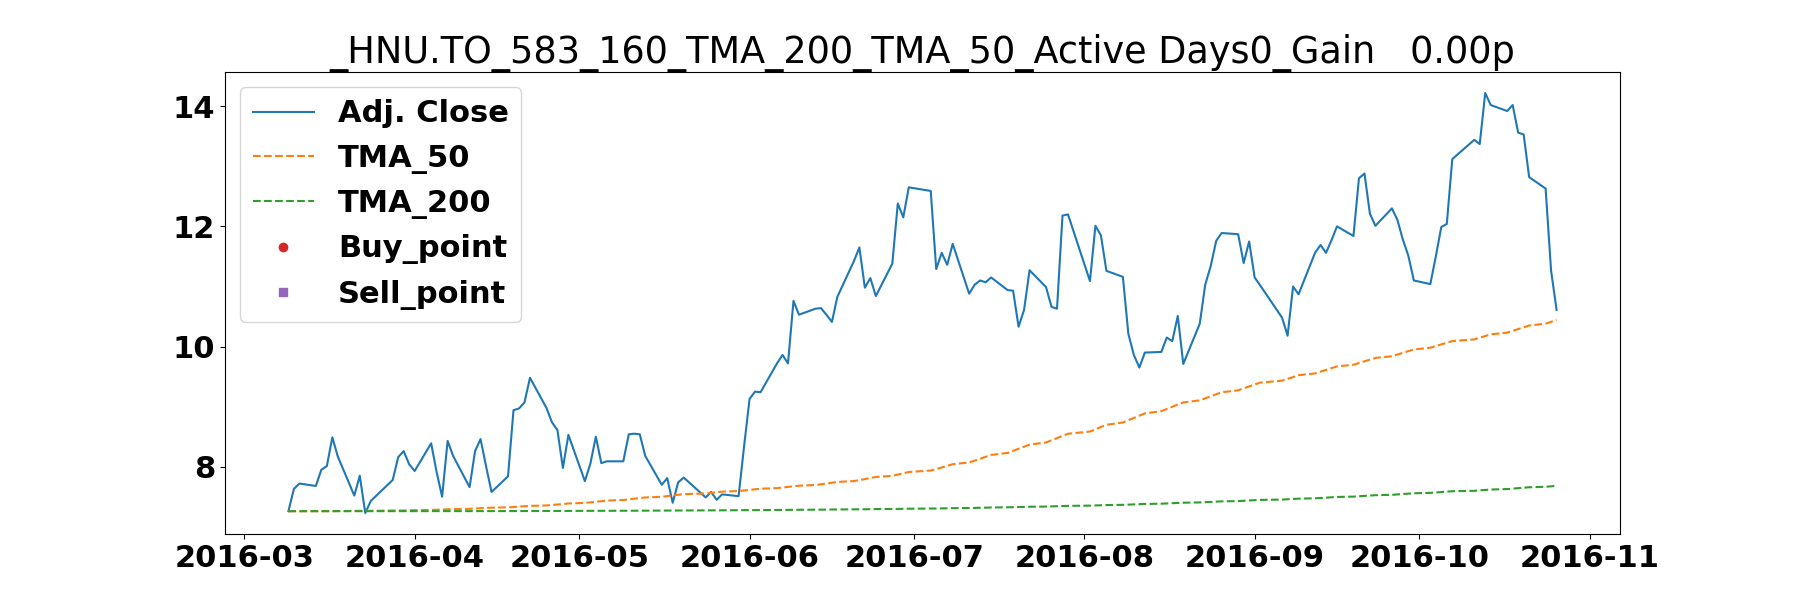 _HNU.TO_583_160_TMA_200_TMA_50_Active Days0_Gain   0.00p
14
12
10
8
Adj. Close
TMA_50
TMA_200
Buy_point
Sell_point
2016-03 2016-04 2016-05 2016-06 2016-07 2016-08 2016-09 2016-10 2016-11